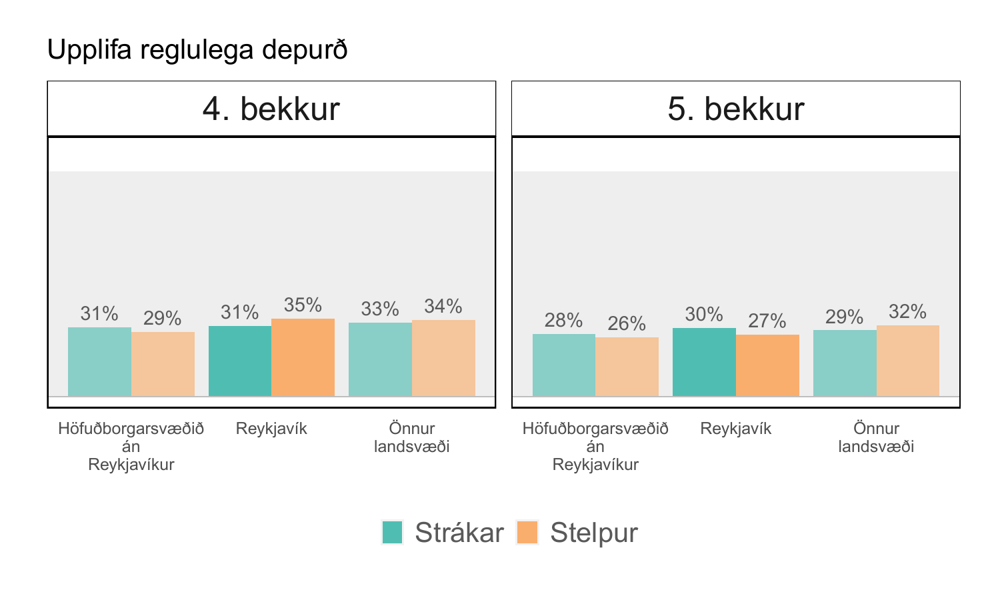 Upplifa reglulega depurð
4. bekkur
31%
29%
31%
35%
33%
34%
Höfuðborgarsvæðið
án
Reykjavíkur
Reykjavík
Önnur
landsvæði
5. bekkur
28%
26%
30%
27%
29%
32%
Höfuðborgarsvæðið
án
Reykjavíkur
Reykjavík
Önnur
landsvæði
Strákar
Stelpur